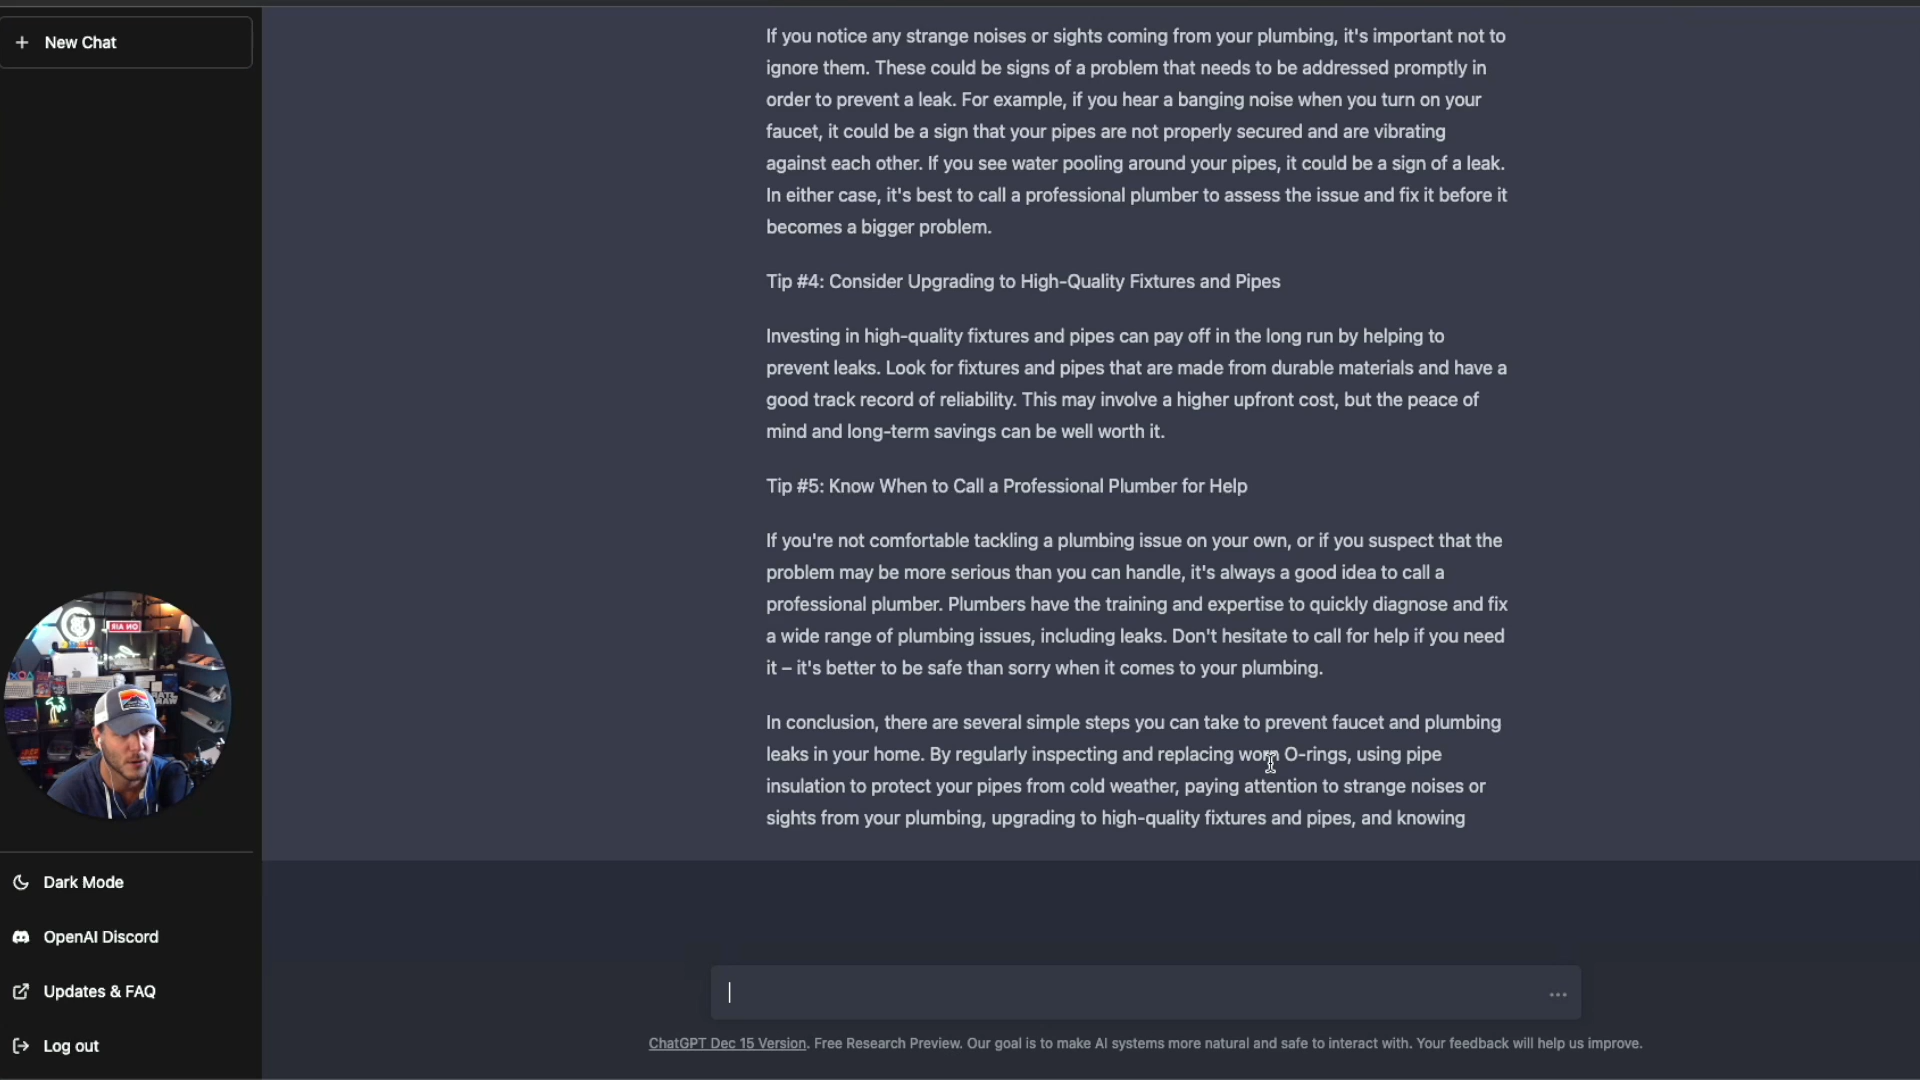 New Chat
If you notice any strange noises or sights coming from your plumbing, it's important not to
ignore them. These could be signs of a problem that needs to be addressed promptly in
order to prevent a leak. For example, if you hear a banging noise when you turn on your
faucet, it could be a sign that your pipes are not properly secured and are vibrating
against each other. If you see water pooling around your pipes, it could be a sign of a leak.
In either case, it's best to call a professional plumber to assess the issue and fix it before it
becomes a bigger problem.
Tip #4: Consider Upgrading to High-Quality Fixtures and Pipes
Investing in high-quality fixtures and pipes can pay off in the long run by helping to
prevent leaks. Look for fixtures and pipes that are made from durable materials and have a
good track record of reliability. This may involve a higher upfront cost, but the peace of
mind and long-term savings can be well worth it.
Tip #5: Know When to Call a Professional Plumber for Help
If you're not comfortable tackling a plumbing issue on your own, or if you suspect that the
problem may be more serious than you can handle, it's always a good idea to call a
professional plumber. Plumbers have the training and expertise to quickly diagnose and fix
a wide range of plumbing issues, including leaks. Don't hesitate to call for help if you need
it – it's better to be safe than sorry when it comes to your plumbing.
In conclusion, there are several simple steps you can take to prevent faucet and plumbing
leaks in your home. By regularly inspecting and replacing worn O-rings, using pipe
insulation to protect your pipes from cold weather, paying attention to strange noises or
sights from your plumbing, upgrading to high-quality fixtures and pipes, and knowing
ON AIR
Dark Mode
OpenAI Discord
Updates & FAQ
Log out
...
ChatGPT Dec 15 Version. Free Research Preview. Our goal is to make AI systems more natural and safe to interact with. Your feedback will help us improve.